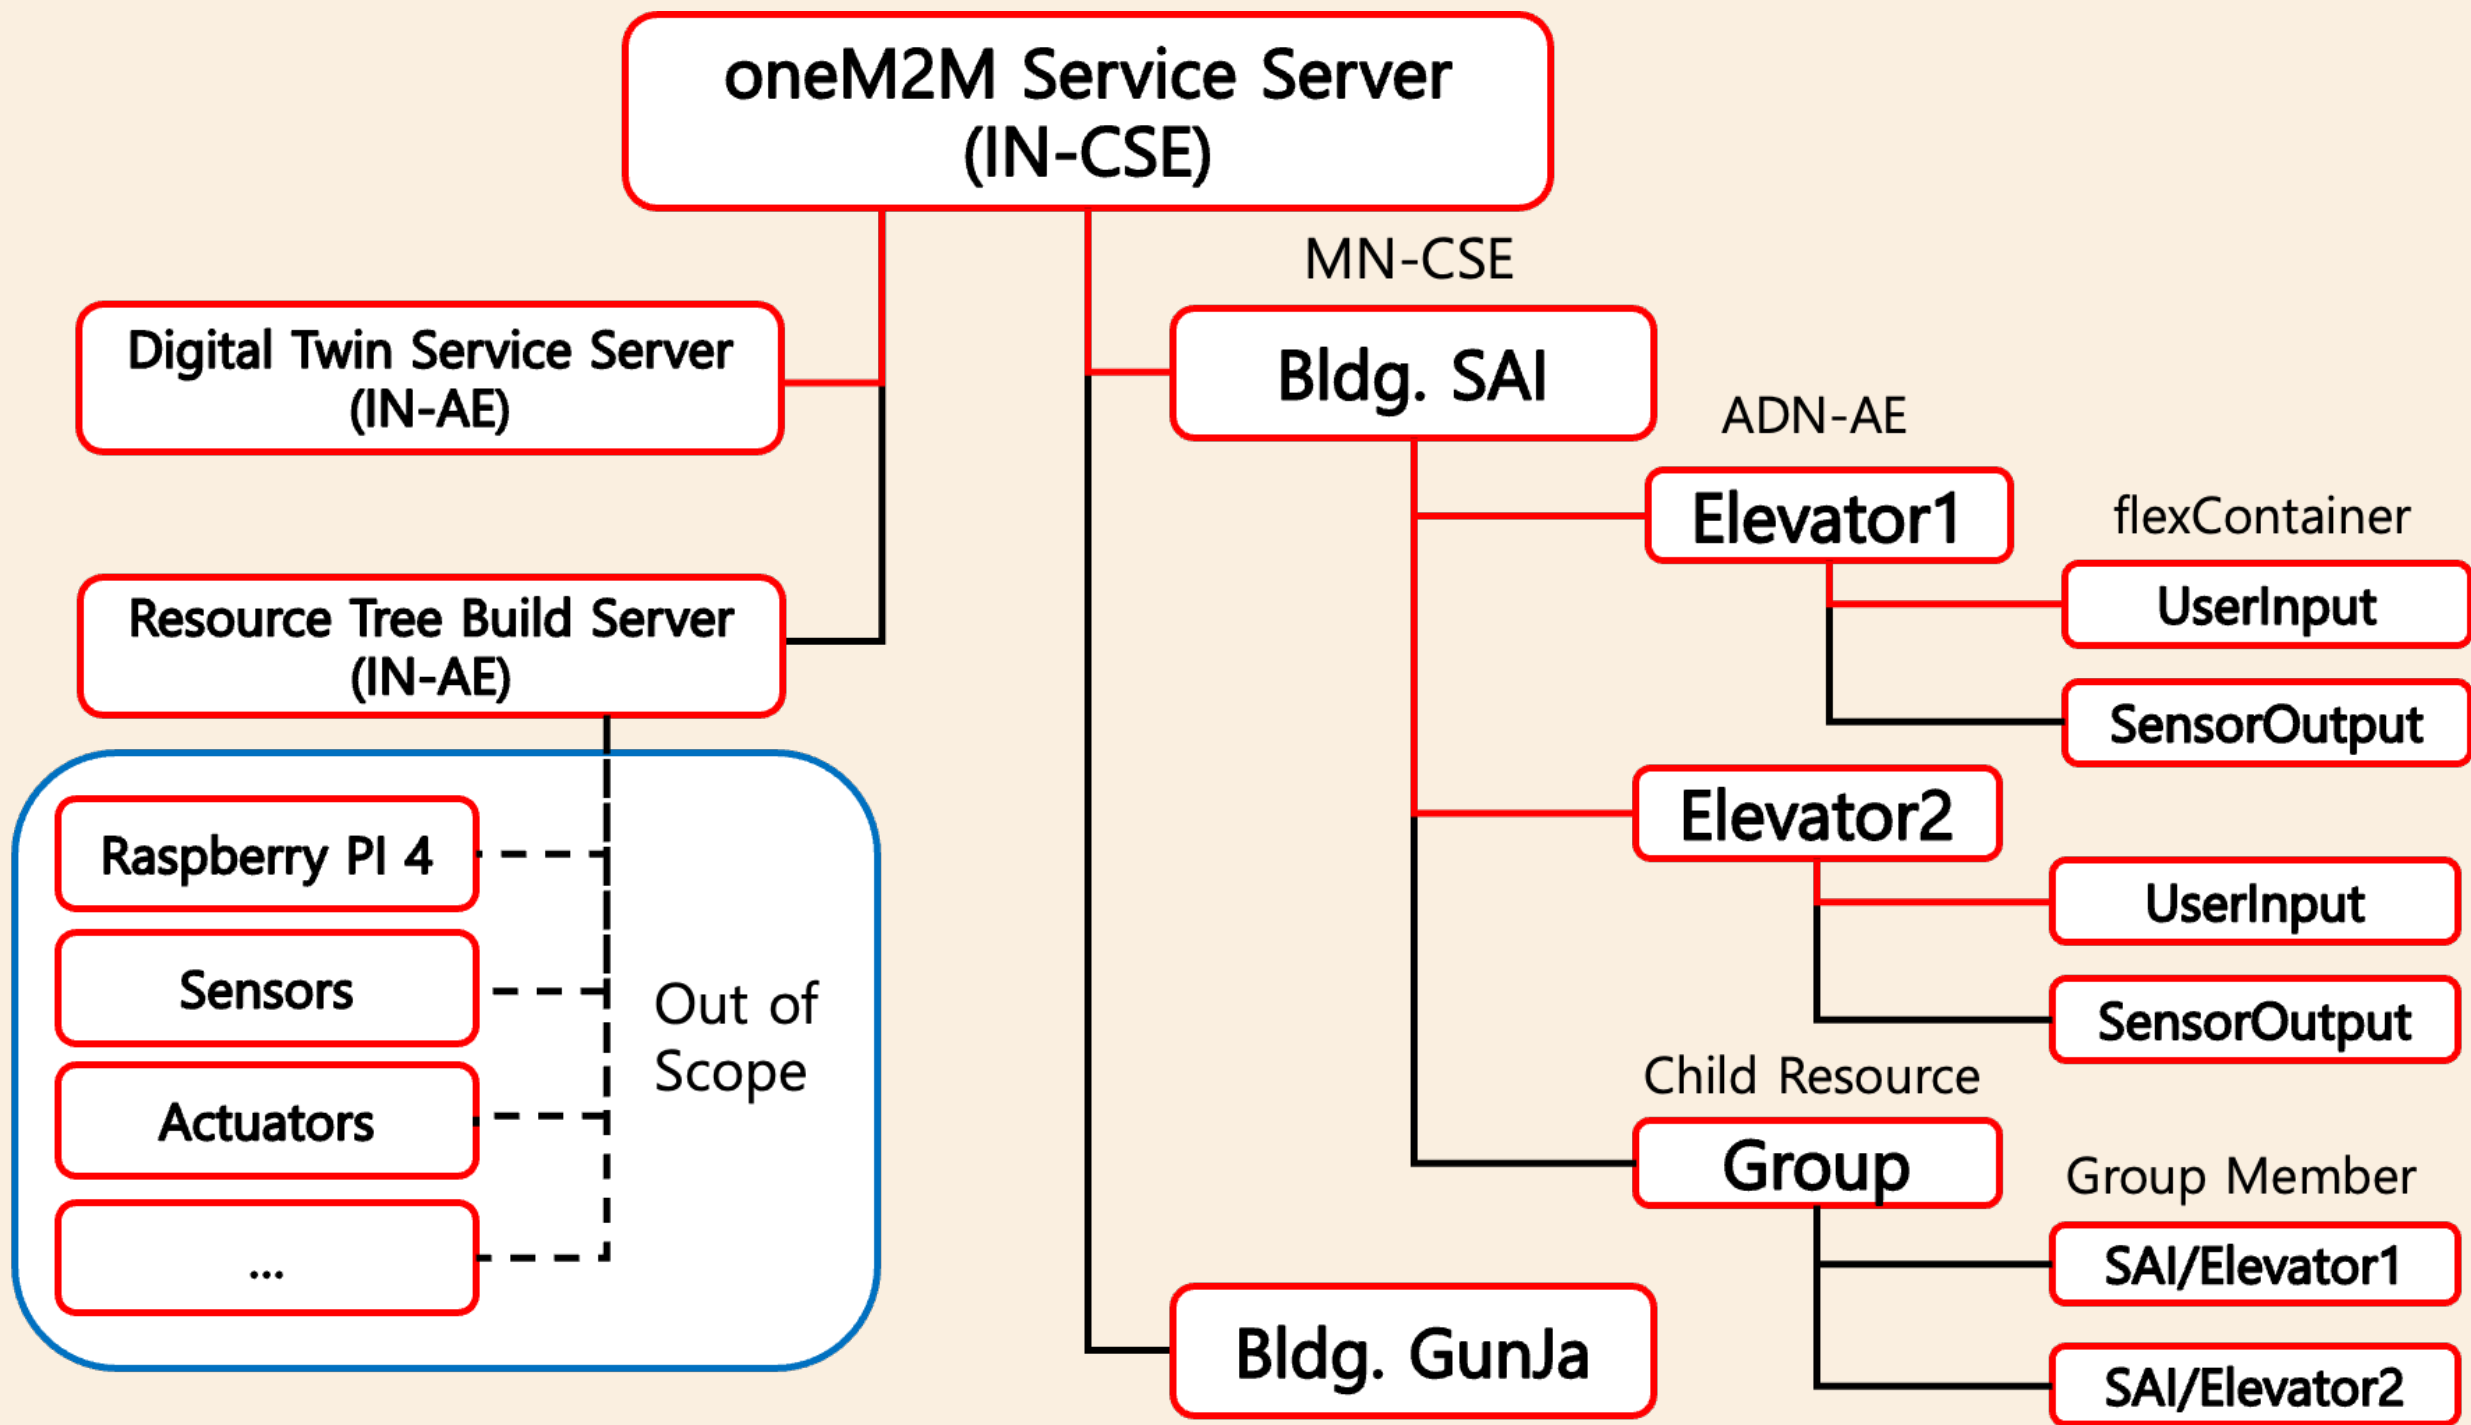 oneM2M Service Server
(IN-CSE)
Digital Twin Service Server
(IN-AE)
Resource Tree Build Server
(IN-AE)
Raspberry PI 4
Sensors
Actuators
...
Out of
Scope
MN-CSE
Bldg. SAI
ADN-AE
Elevator1
flexContainer
UserInput
SensorOutput
Elevator2
UserInput
SensorOutput
Child Resource
Group
Group Member
SAI/Elevator1
SAI/Elevator2
Bldg. GunJa